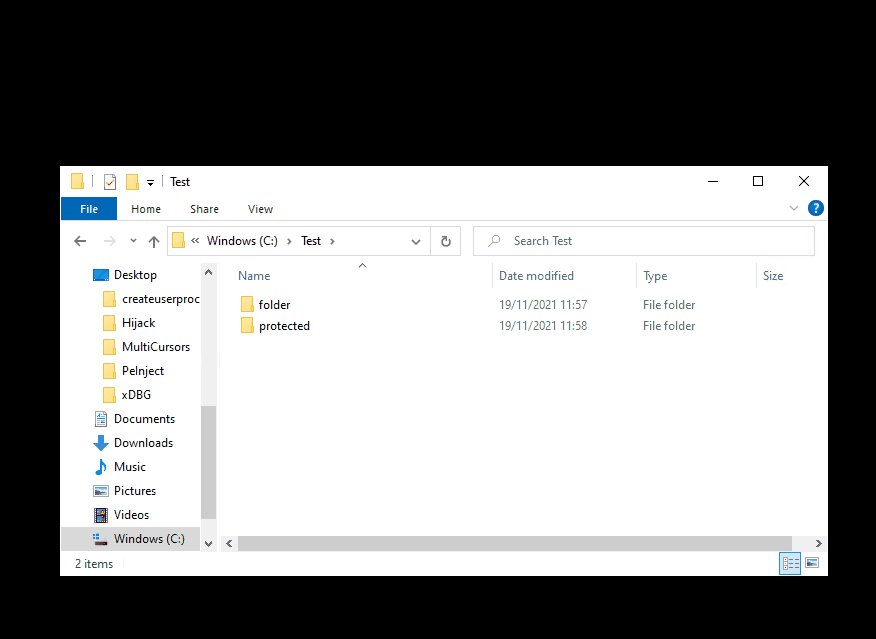 Test
File Home Share View
?
« Windows (C:) › Test ›
Search Test
Desktop
createuserproc
Hijack
MultiCursors
PeInject
xDBG
Documents
Downloads
Music
Pictures
Videos
Windows (C:)
Name Date modified Type Size
folder 19/11/2021 11:57 File folder
protected 19/11/2021 11:58 File folder
2 items